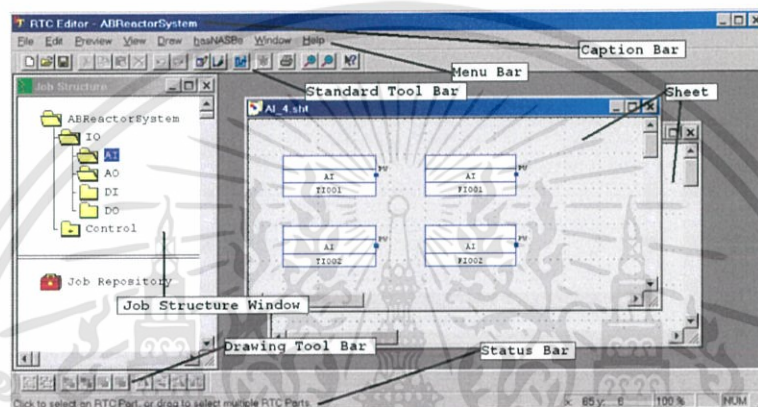 RTC Editor - ABReactorSystem
File Edit Preview View Draw hasNASBe Window Help
Caption Bar
Menu Bar
Standard Tool Bar
Sheet
Job Structure
AI_4.sht
ABReactorSystem
IO
AI
AO
DI
DO
Control
Job Repository
AI PV
TI001
AI PV
FI001
AI PV
TI002
AI PV
FI002
Job Structure Window
Drawing Tool Bar
Status Bar
Click to select an RTC Part, or drag to select multiple RTC Parts.
x: 65 y: 6 100 % NUM